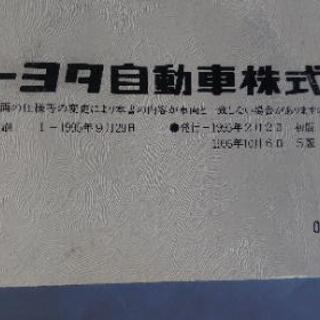 ーヨタ自動車株式
両の仕様等の変更により本書の内容が車両と一致しない場合がありますの
刷 1－1995年9月29日 ●発行－1995年2月2日 初版
1995年10月6日 5版
0